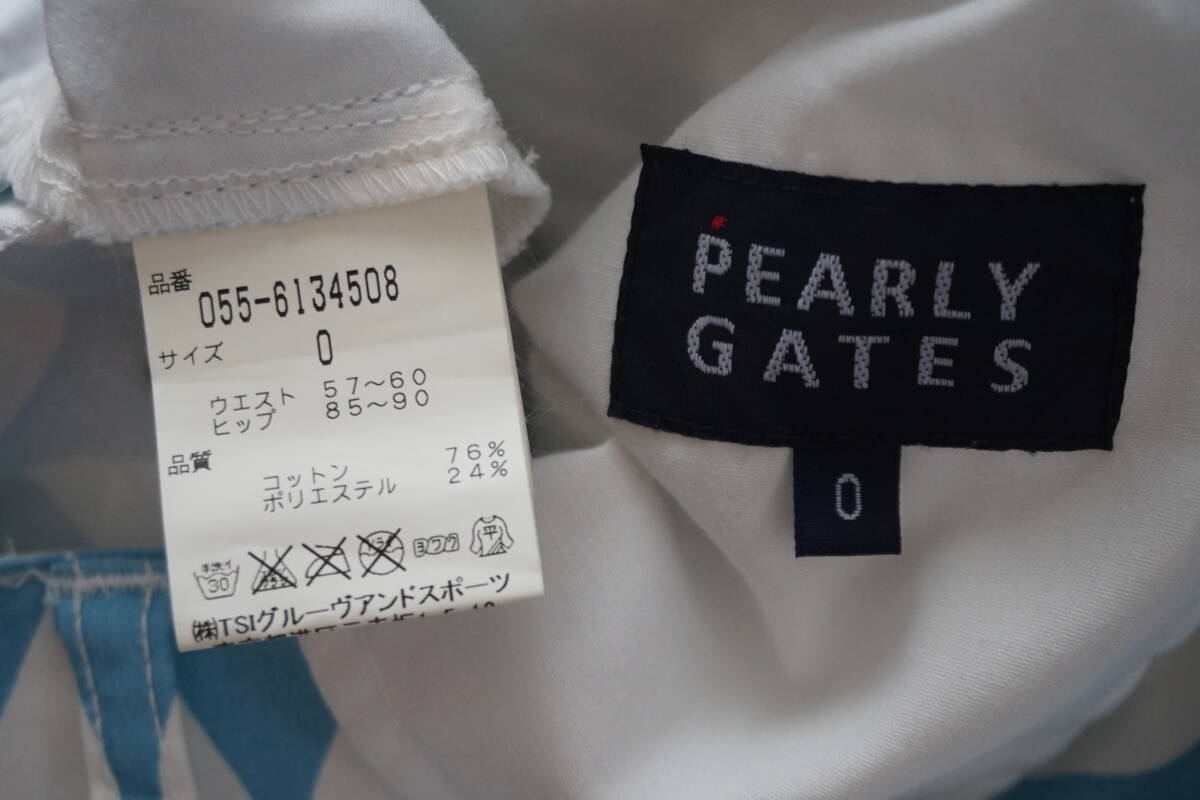 品番
055-6134508
サイズ 0
ウエスト 57～60
ヒップ 85～90
品質
コットン 76%
ポリエステル 24%
手洗イ
30
ヨワク
平
㈱TSIグルーヴアンドスポーツ
PEARLY
GATES
0